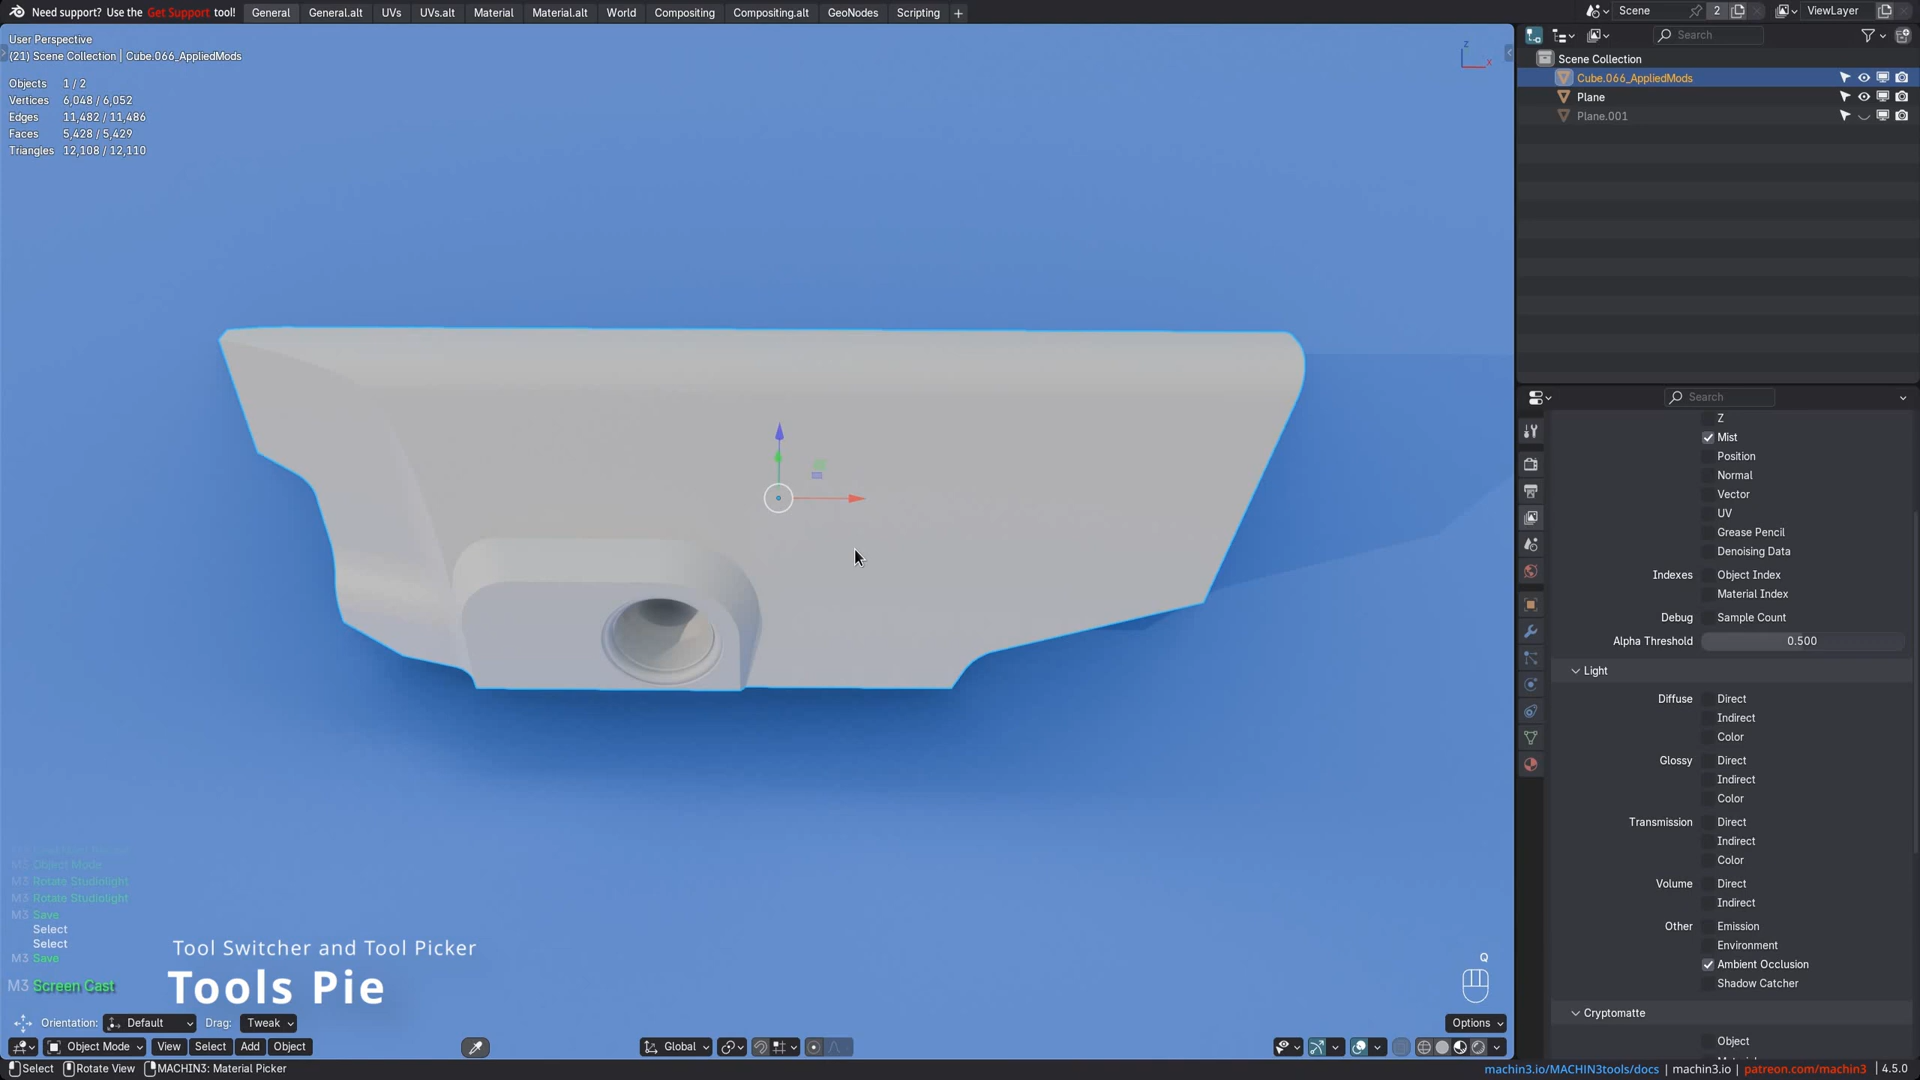 Need support? Use the Get Support tool!
General
General.alt
UVs
UVs.alt
Material
Material.alt
World
Compositing
Compositing.alt
GeoNodes
Scripting
Scene
2
ViewLayer
User Perspective
(21) Scene Collection | Cube.066_AppliedMods
Objects 1 / 2
Vertices 6,048 / 6,052
Edges 11,482 / 11,486
Faces 5,428 / 5,429
Triangles 12,108 / 12,110
Z
X
Search
Scene Collection
Cube.066_AppliedMods
Plane
Plane.001
Search
Z
Mist
Position
Normal
Vector
UV
Grease Pencil
Denoising Data
Indexes Object Index
Material Index
Debug Sample Count
Alpha Threshold 0.500
Light
Diffuse Direct
Indirect
Color
Glossy Direct
Indirect
Color
Transmission Direct
Indirect
Color
Volume Direct
Indirect
Other Emission
Environment
Ambient Occlusion
Shadow Catcher
Cryptomatte
Object
M3 Object Mode
M3 Rotate Studiolight
M3 Rotate Studiolight
M3 Save
Select
Select
M3 Save
M3 Screen Cast
Tool Switcher and Tool Picker
Tools Pie
Q
Orientation: Default Drag: Tweak
Options
Object Mode View Select Add Object
Global
Select Rotate View MACHIN3: Material Picker
machin3.io/MACHIN3tools/docs | machin3.io | patreon.com/machin3 | 4.5.0